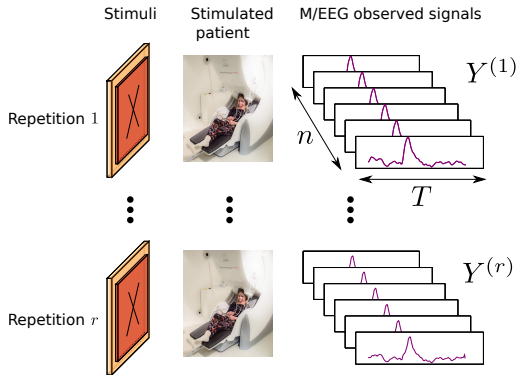 Stimuli
Stimulated patient
M/EEG observed signals
Repetition 1
Y^{(1)}
n
T
Repetition r
Y^{(r)}